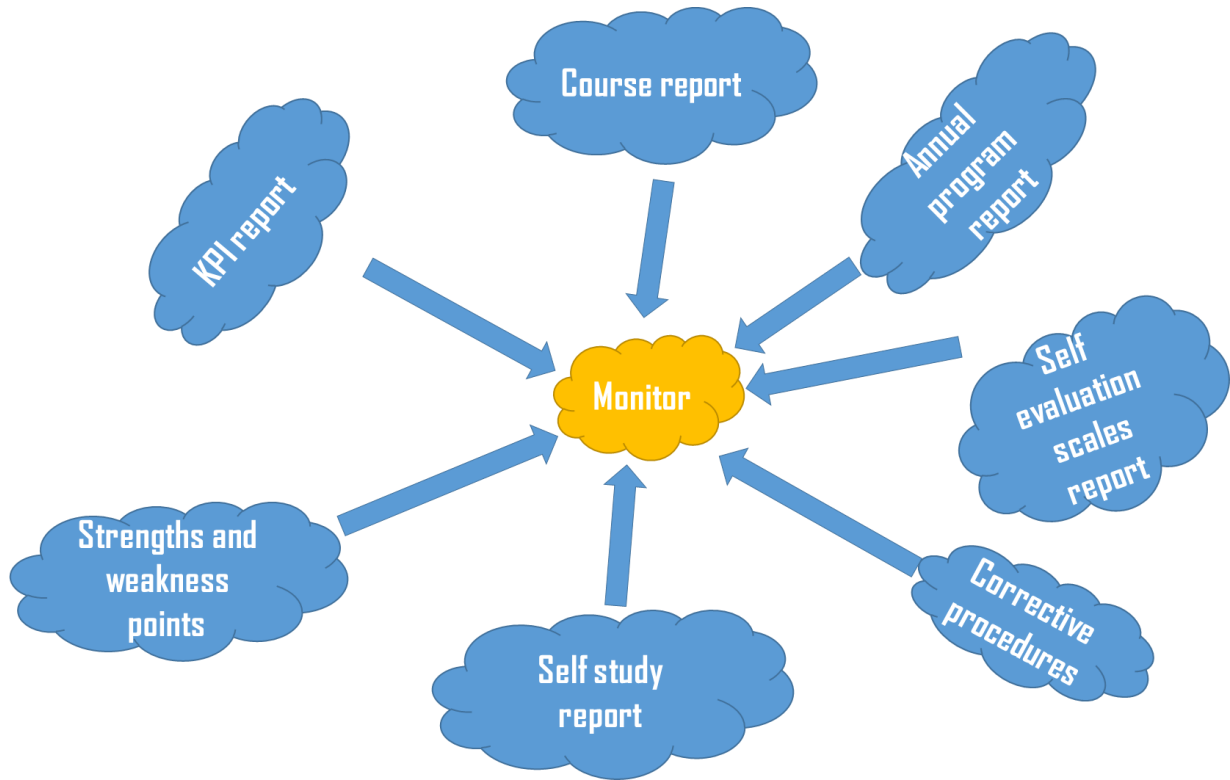 Course report
Annual
program
report
KPI report
Self
evaluation
scales
report
Monitor
Strengths and
weakness
points
Corrective
procedures
Self study
report